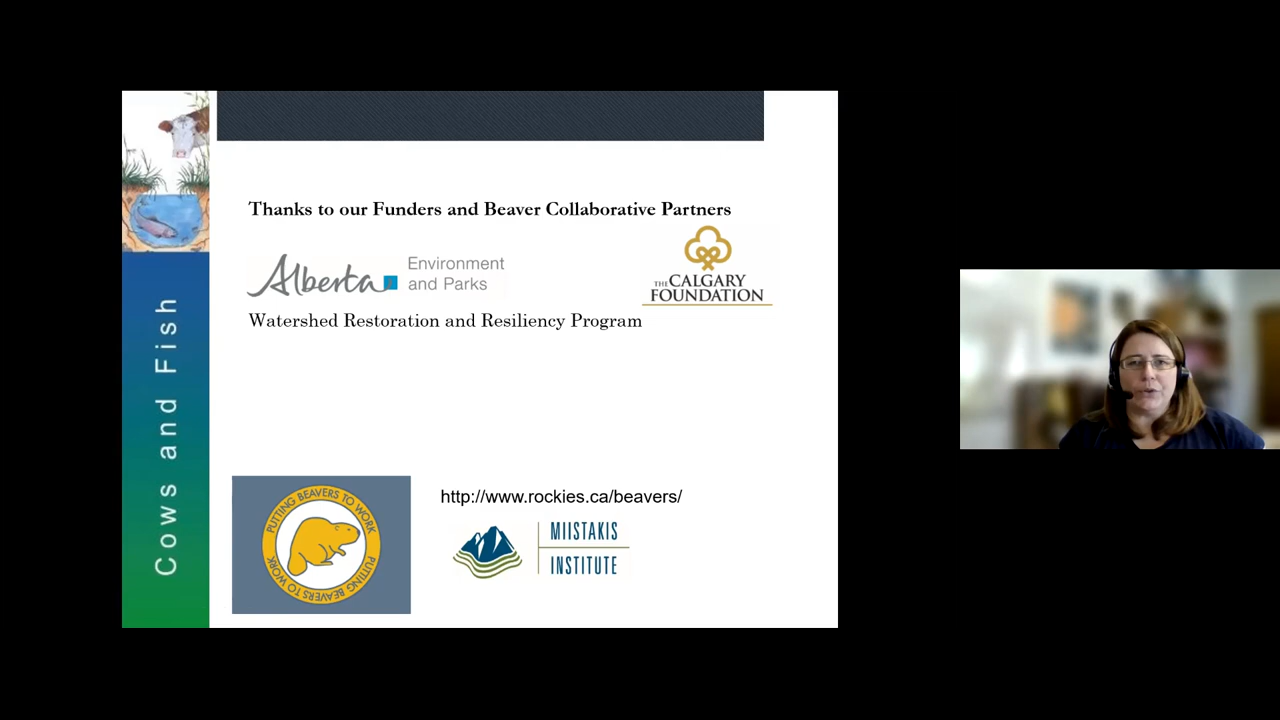 Cows and Fish
Thanks to our Funders and Beaver Collaborative Partners
Alberta
Environment
and Parks
THE CALGARY
FOUNDATION
Watershed Restoration and Resiliency Program
PUTTING BEAVERS TO WORK
PUTTING BEAVERS TO WORK
http://www.rockies.ca/beavers/
MIISTAKIS
INSTITUTE